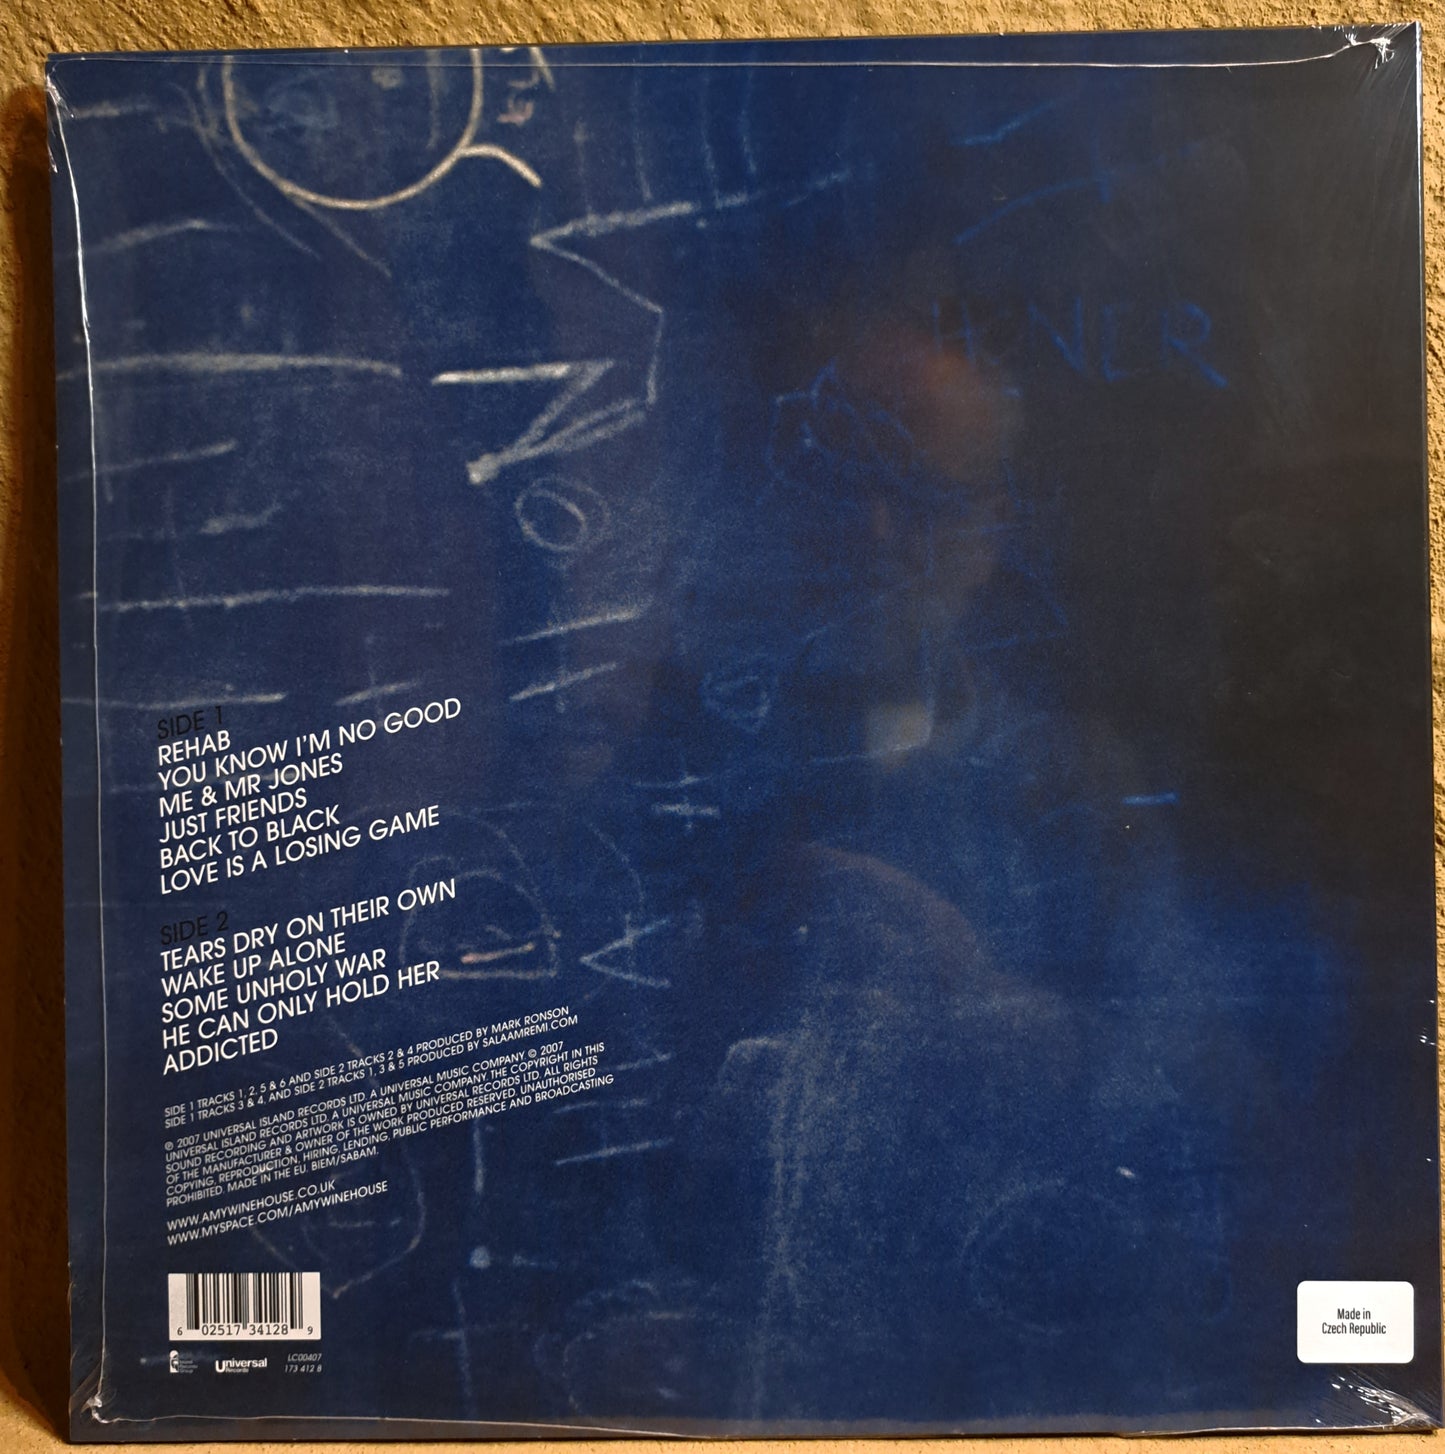 SIDE 1
REHAB
YOU KNOW I'M NO GOOD
ME & MR JONES
JUST FRIENDS
BACK TO BLACK
LOVE IS A LOSING GAME
SIDE 2
TEARS DRY ON THEIR OWN
WAKE UP ALONE
SOME UNHOLY WAR
HE CAN ONLY HOLD HER
ADDICTED
SIDE 1 TRACKS 1, 2, 5 & 6 AND SIDE 2 TRACKS 2 & 4 PRODUCED BY MARK RONSON
SIDE 1 TRACKS 3 & 4, AND SIDE 2 TRACKS 1, 3 & 5 PRODUCED BY SALAAMREMI.COM
℗ 2007 UNIVERSAL ISLAND RECORDS LTD. A UNIVERSAL MUSIC COMPANY © 2007
UNIVERSAL ISLAND RECORDS LTD. A UNIVERSAL MUSIC COMPANY THE COPYRIGHT IN THIS
SOUND RECORDING AND ARTWORK IS OWNED BY UNIVERSAL RECORDS LTD. ALL RIGHTS
OF THE MANUFACTURER & OWNER OF THE WORK PRODUCED RESERVED. UNAUTHORISED
COPYING, REPRODUCTION, HIRING, LENDING, PUBLIC PERFORMANCE AND BROADCASTING
PROHIBITED. MADE IN THE EU. BIEM/SABAM.
WWW.AMYWINEHOUSE.CO.UK
WWW.MYSPACE.COM/AMYWINEHOUSE
6 02517 34128 9
Universal
Records
LC00407
173 412 8
Made in
Czech Republic